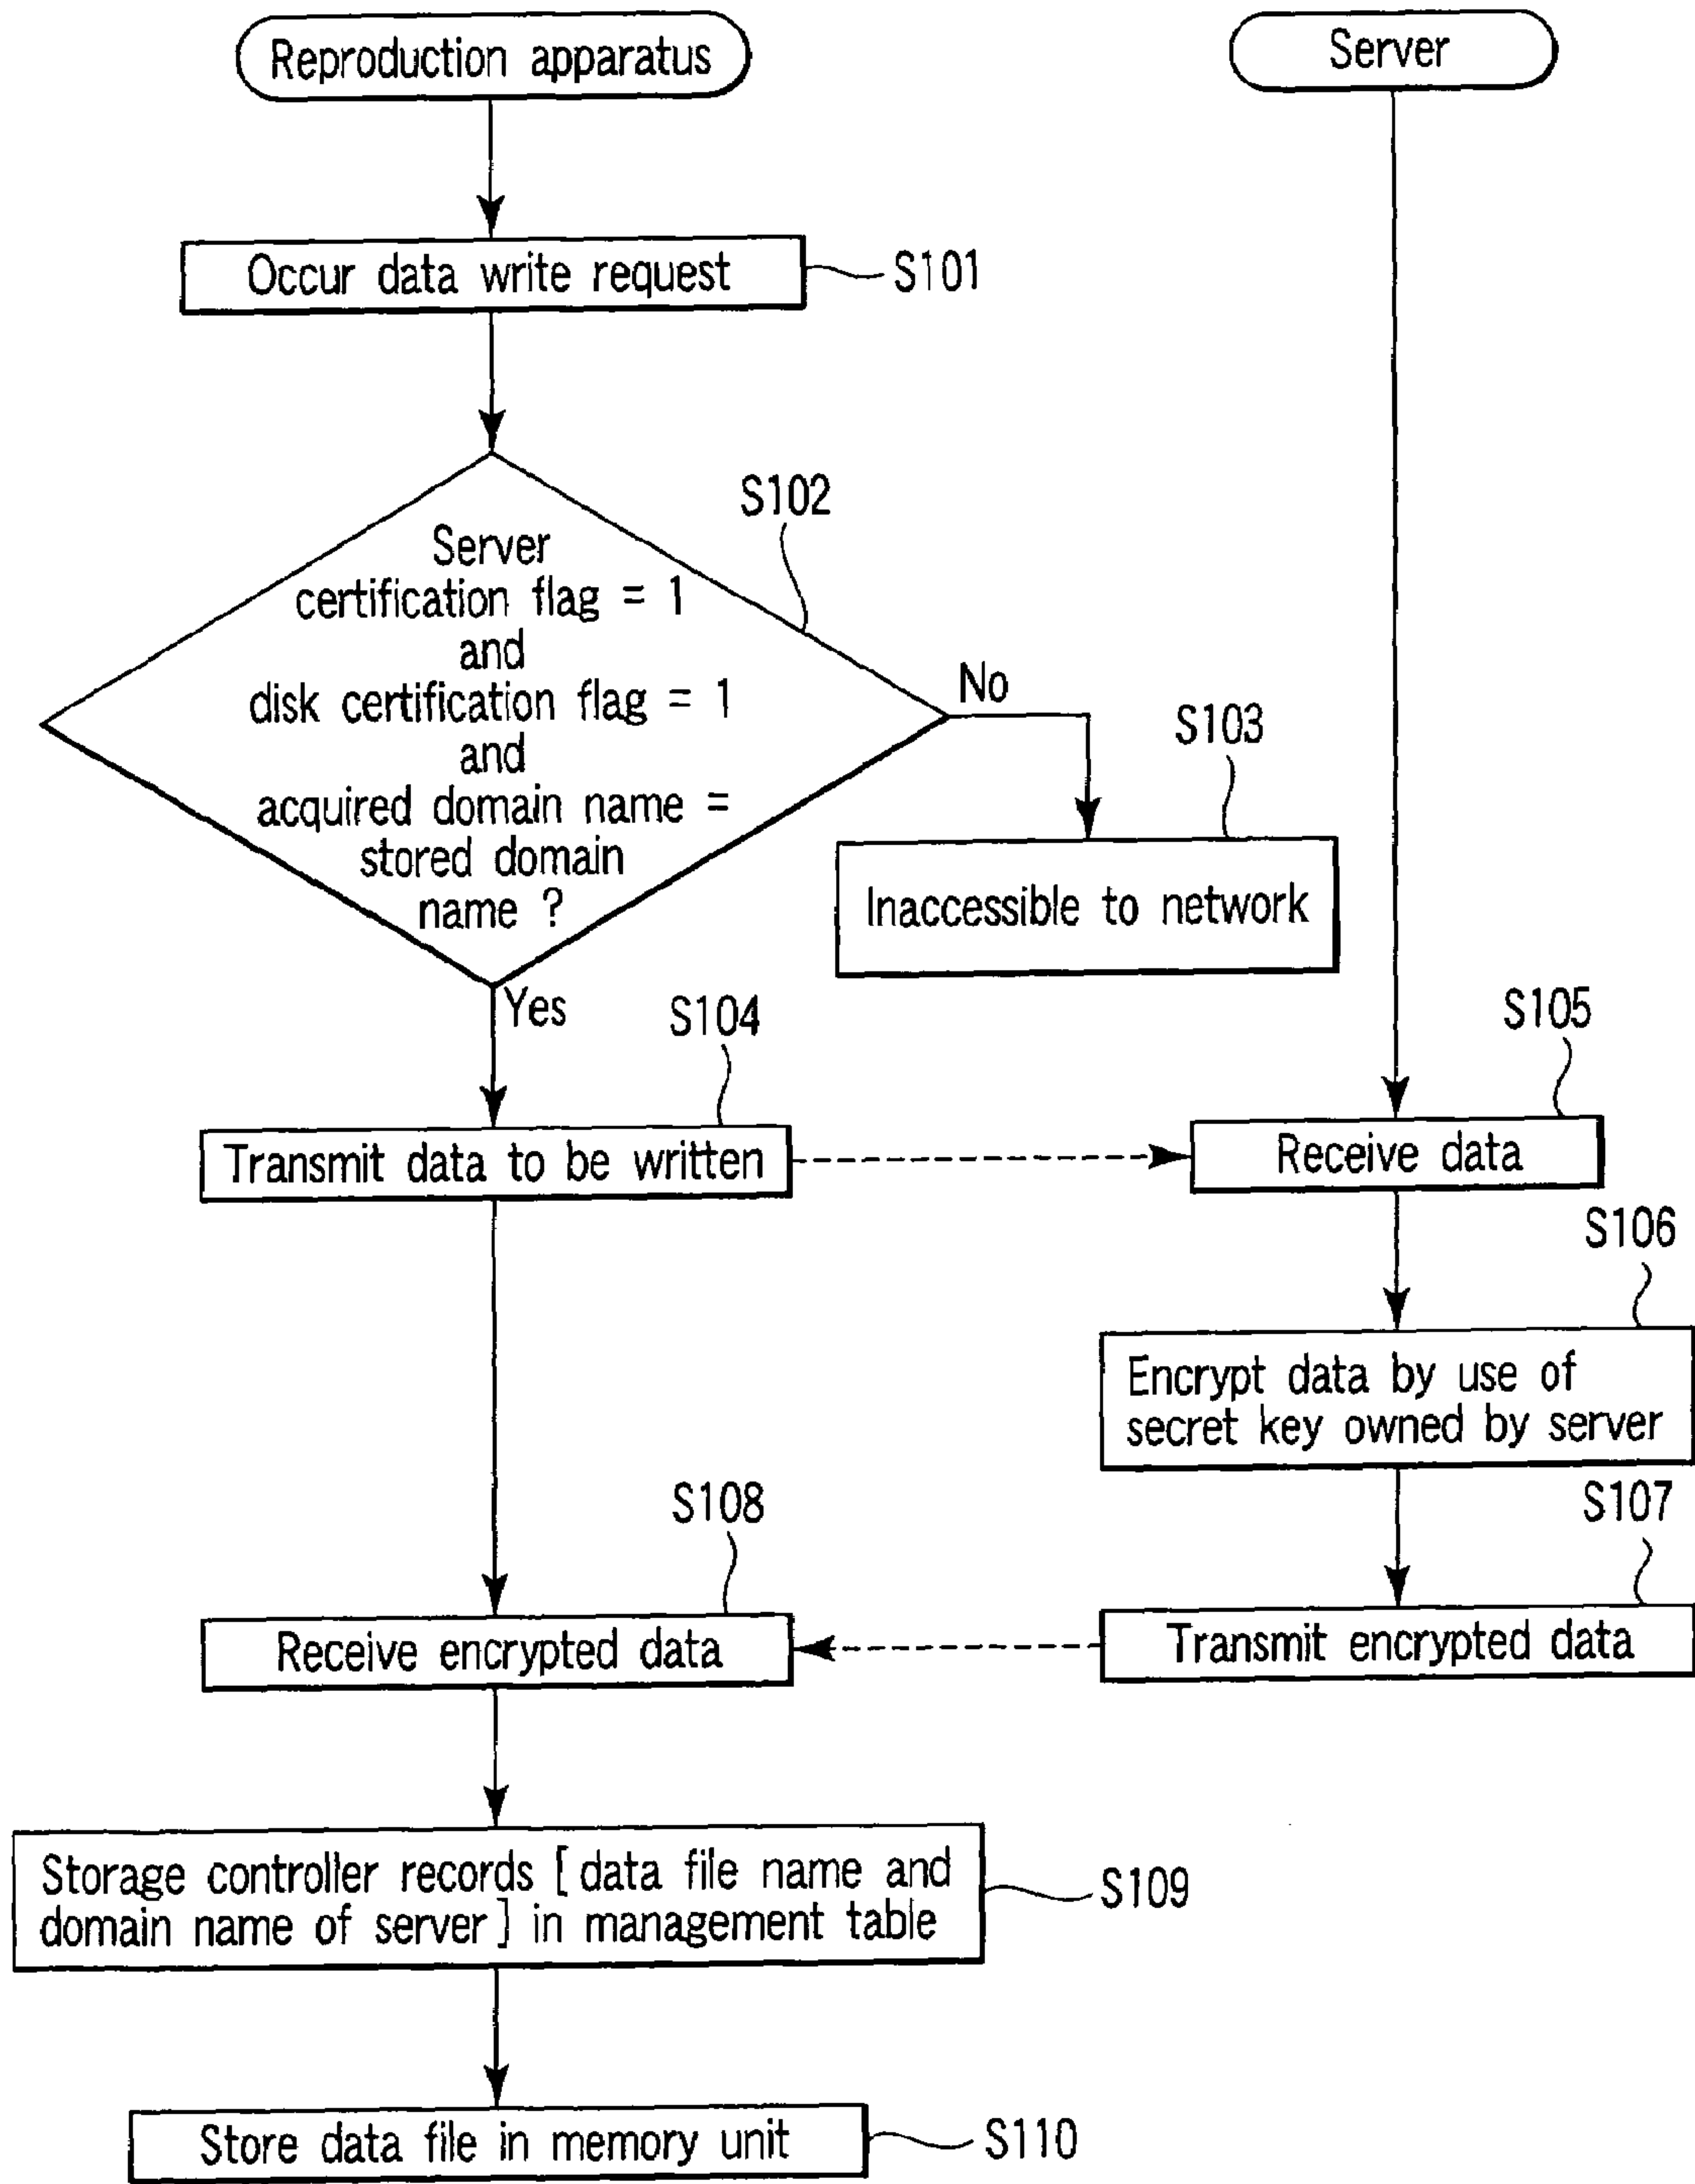 Reproduction apparatus
Server
Occur data write request
S101
S102
Server
certification flag = 1
and
disk certification flag = 1
and
acquired domain name =
stored domain
name ?
No
S103
Inaccessible to network
Yes
S104
S105
Transmit data to be written
Receive data
S106
Encrypt data by use of
secret key owned by server
S108
S107
Receive encrypted data
Transmit encrypted data
Storage controller records [data file name and
domain name of server] in management table
S109
Store data file in memory unit
S110